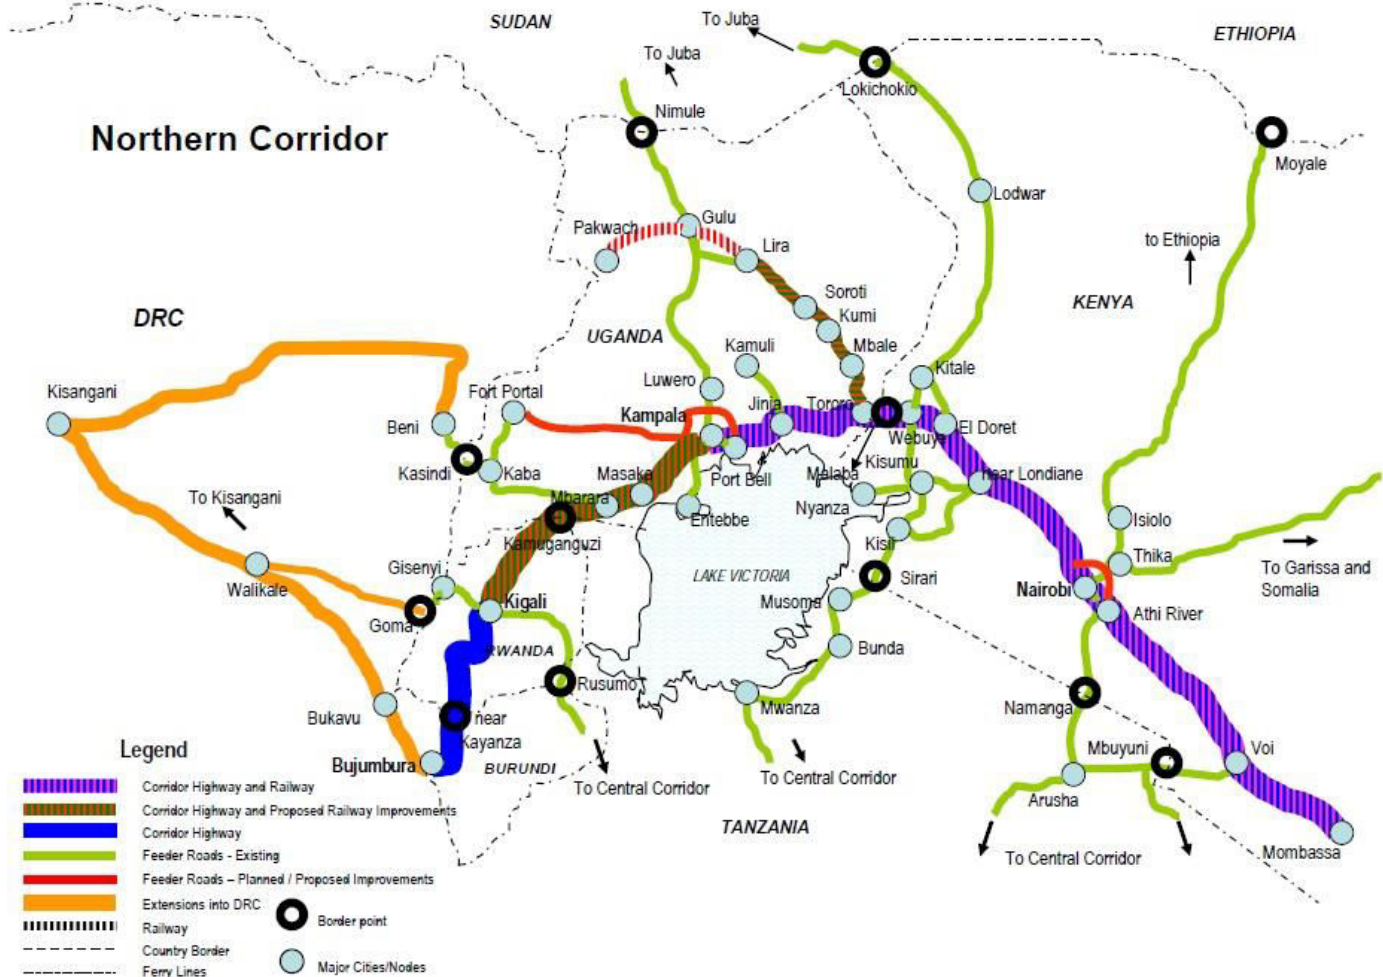 SUDAN
To Juba
ETHIOPIA
To Juba
Lokichokio
Nimule
Northern Corridor
Moyale
Lodwar
Gulu
Pakwach
Lira
to Ethiopia
Soroti
KENYA
DRC
Kumi
UGANDA
Kamuli
Mbale
Kitale
Kisangani
Luwero
Fort Portal
Jinja
Tororo
Kampala
Beni
Webuye
El Doret
Kasindi
Kaba
Masaka
Port Bell
Malaba
Kisumu
near Londiane
To Kisangani
Mbarara
Nyanza
Entebbe
Isiolo
Kamuganguzi
Kisii
Thika
Gisenyi
LAKE VICTORIA
Sirari
To Garissa and
Somalia
Walikale
Kigali
Musoma
Nairobi
Goma
Athi River
RWANDA
Bunda
Rusumo
Bukavu
near
Kayanza
Mwanza
Namanga
Legend
Mbuyuni
Voi
Bujumbura
BURUNDI
To Central Corridor
To Central Corridor
Arusha
Corridor Highway and Railway
Corridor Highway and Proposed Railway Improvements
Corridor Highway
TANZANIA
Feeder Roads - Existing
To Central Corridor
Mombassa
Feeder Roads – Planned / Proposed Improvements
Extensions into DRC
Border point
Railway
Country Border
Major Cities/Nodes
Ferry Lines